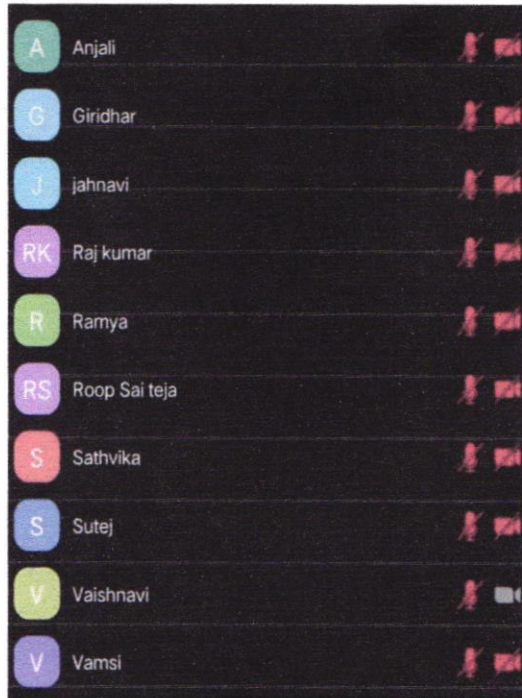 A Anjali
G Giridhar
J jahnavi
RK Raj kumar
R Ramya
RS Roop Sai teja
S Sathvika
S Sutej
V Vaishnavi
V Vamsi